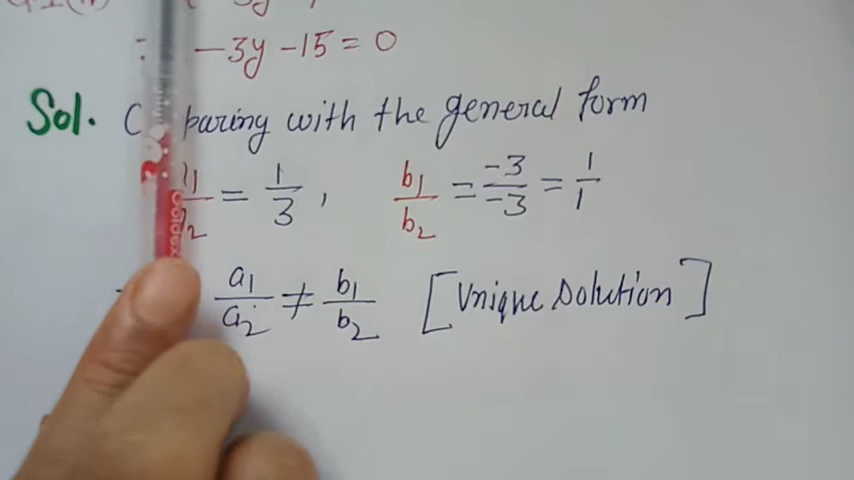 -3y -15 = 0
Sol. paring with the general form
= 1/3 , b1/b2 = -3/-3 = 1/1
a1/a2 ≠ b1/b2 [Unique Solution]